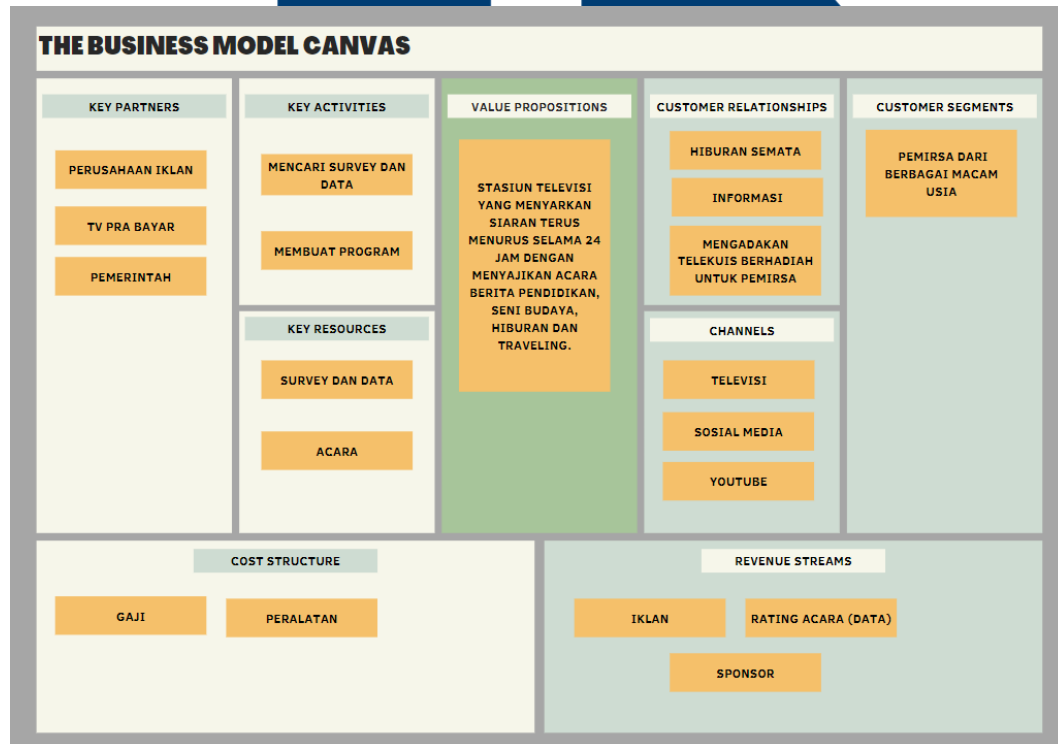 THE BUSINESS MODEL CANVAS
KEY PARTNERS
PERUSAHAAN IKLAN
TV PRA BAYAR
PEMERINTAH
KEY ACTIVITIES
MENCARI SURVEY DAN
DATA
MEMBUAT PROGRAM
KEY RESOURCES
SURVEY DAN DATA
ACARA
VALUE PROPOSITIONS
STASIUN TELEVISI
YANG MENYARKAN
SIARAN TERUS
MENURUS SELAMA 24
JAM DENGAN
MENYAJIKAN ACARA
BERITA PENDIDIKAN,
SENI BUDAYA,
HIBURAN DAN
TRAVELING.
CUSTOMER RELATIONSHIPS
HIBURAN SEMATA
INFORMASI
MENGADAKAN
TELEKUIS BERHADIAH
UNTUK PEMIRSA
CHANNELS
TELEVISI
SOSIAL MEDIA
YOUTUBE
CUSTOMER SEGMENTS
PEMIRSA DARI
BERBAGAI MACAM
USIA
COST STRUCTURE
GAJI
PERALATAN
REVENUE STREAMS
IKLAN
RATING ACARA (DATA)
SPONSOR